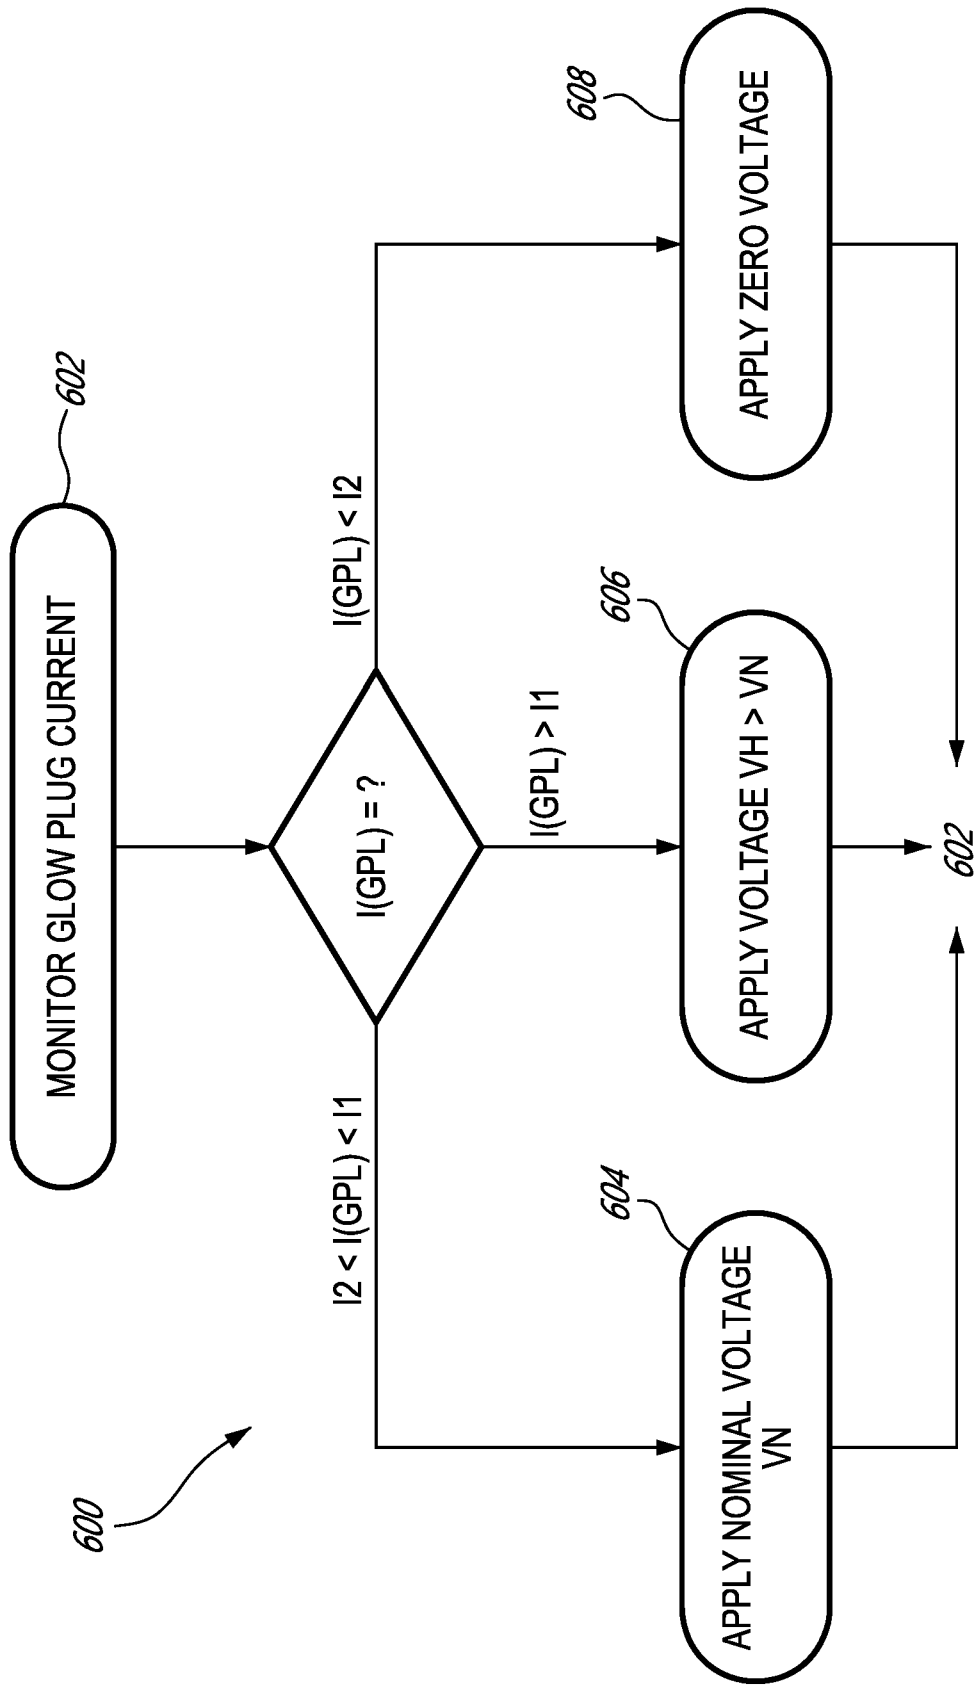 600
MONITOR GLOW PLUG CURRENT
602
I(GPL) = ?
I2 < I(GPL) < I1
I(GPL) > I1
I(GPL) < I2
604
APPLY NOMINAL VOLTAGE
VN
606
APPLY VOLTAGE VH > VN
608
APPLY ZERO VOLTAGE
602